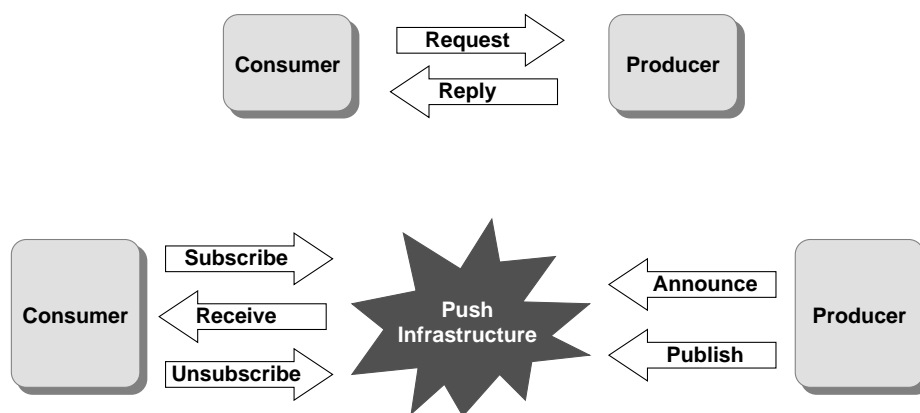 Consumer
Request
Reply
Producer
Consumer
Subscribe
Receive
Unsubscribe
Push
Infrastructure
Announce
Publish
Producer